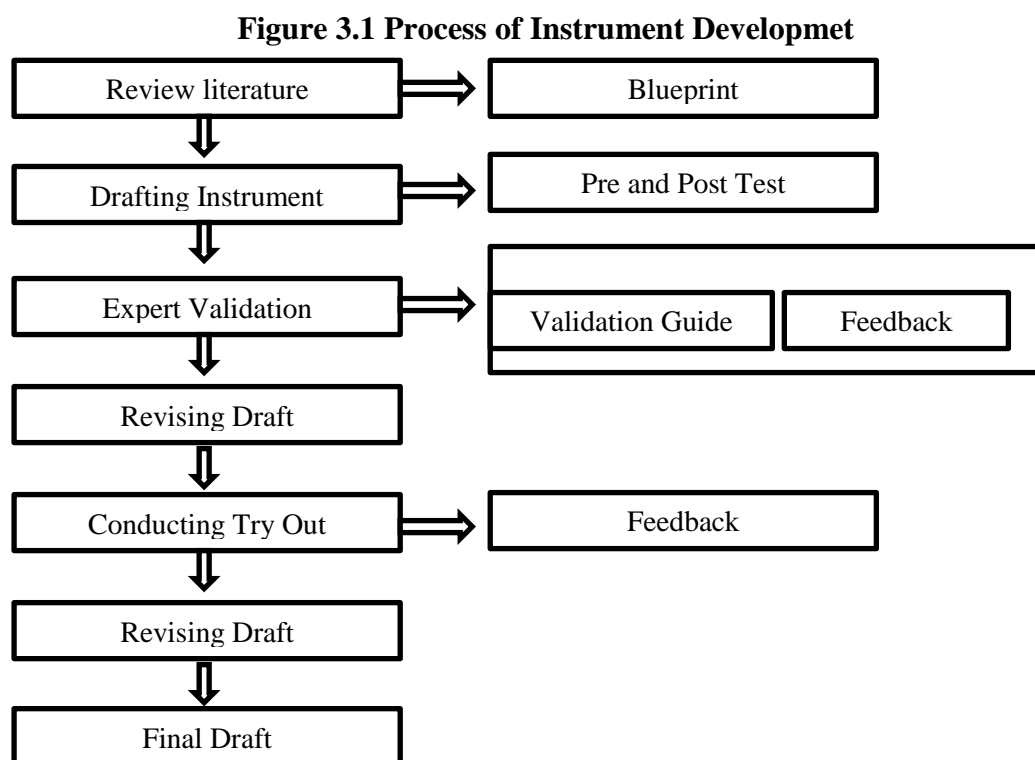 Figure 3.1 Process of Instrument Developmet
Review literature
Blueprint
Drafting Instrument
Pre and Post Test
Expert Validation
Validation Guide
Feedback
Revising Draft
Conducting Try Out
Feedback
Revising Draft
Final Draft